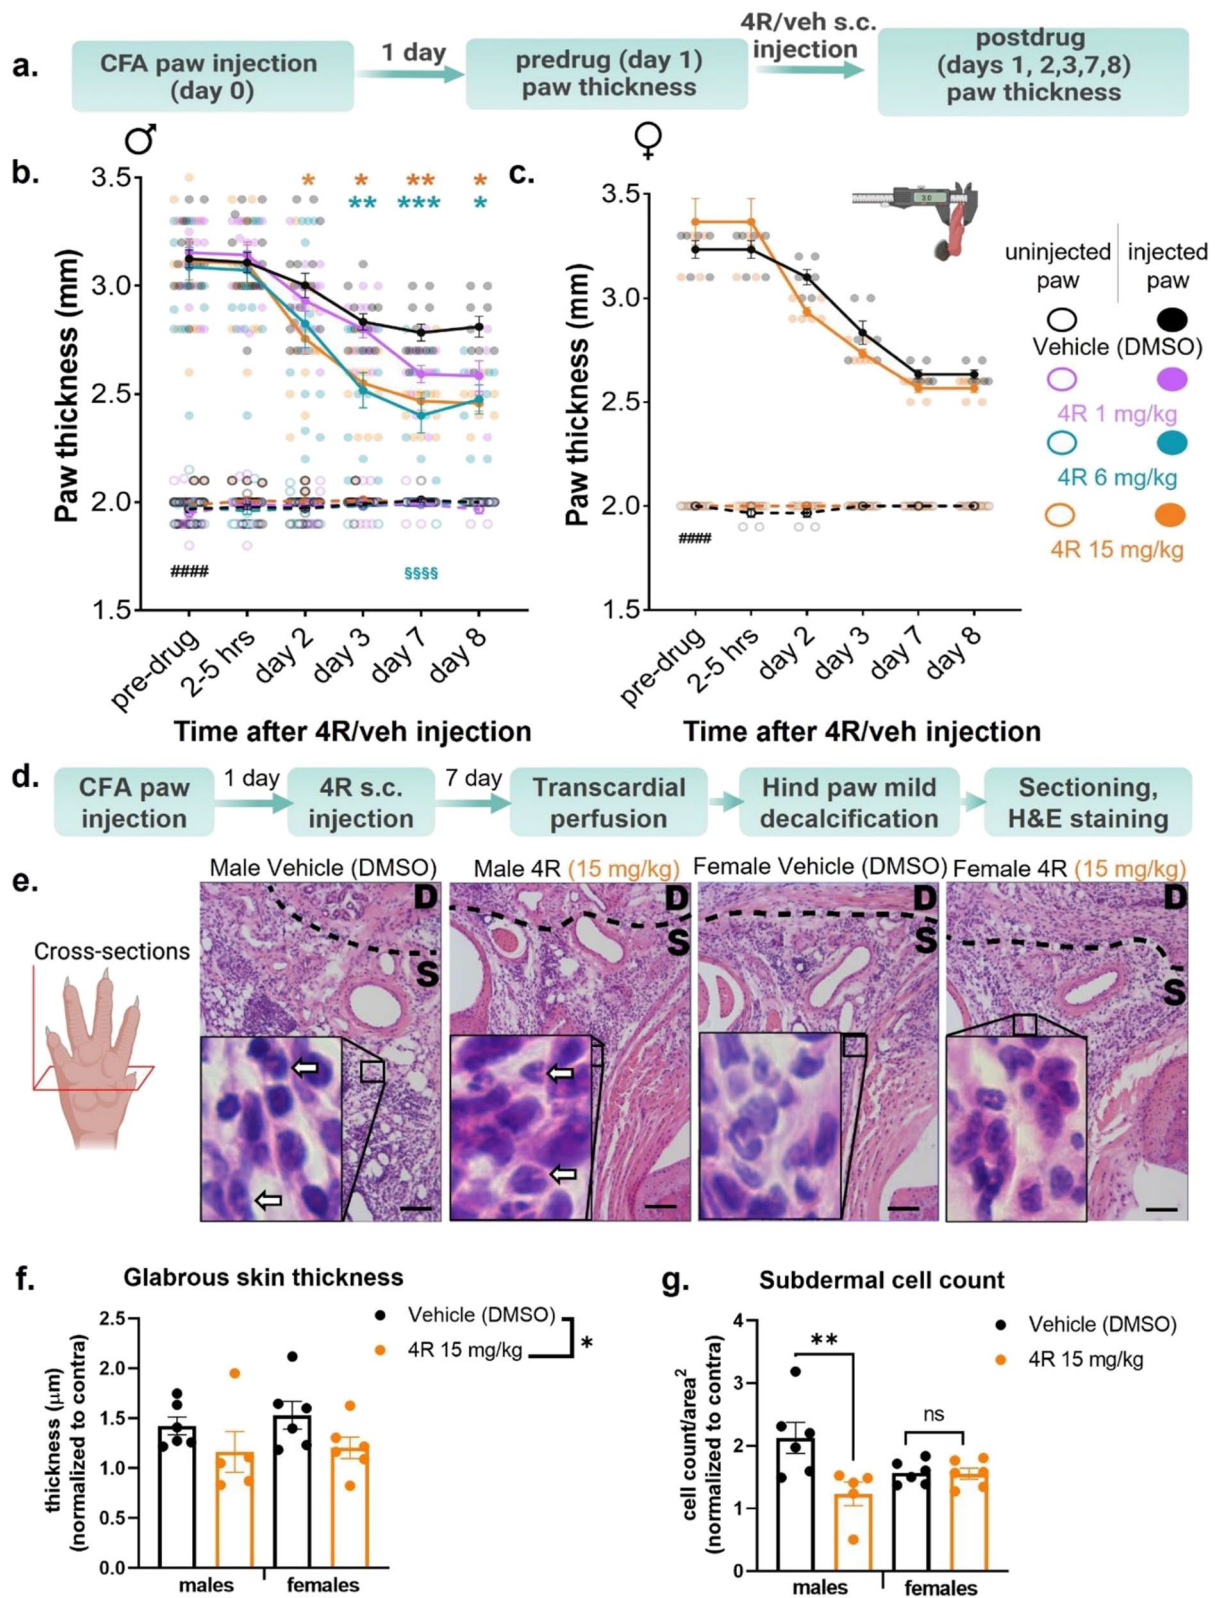 a.
CFA paw injection
(day 0)
1 day
predrug (day 1)
paw thickness
4R/veh s.c.
injection
postdrug
(days 1, 2,3,7,8)
paw thickness
b.
♂
Paw thickness (mm)
3.5
3.0
2.5
2.0
1.5
* * ** *
** *** *
####
§§§§
pre-drug
2-5 hrs
day 2
day 3
day 7
day 8
Time after 4R/veh injection
c.
♀
Paw thickness (mm)
3.5
3.0
2.5
2.0
1.5
3.0
####
pre-drug
2-5 hrs
day 2
day 3
day 7
day 8
Time after 4R/veh injection
uninjected
paw
injected
paw
Vehicle (DMSO)
4R 1 mg/kg
4R 6 mg/kg
4R 15 mg/kg
d.
CFA paw
injection
1 day
4R s.c.
injection
7 day
Transcardial
perfusion
Hind paw mild
decalcification
Sectioning,
H&E staining
e.
Cross-sections
Male Vehicle (DMSO)
D
S
Male 4R (15 mg/kg)
D
S
Female Vehicle (DMSO)
D
S
Female 4R (15 mg/kg)
D
S
f.
Glabrous skin thickness
Vehicle (DMSO)
4R 15 mg/kg
*
thickness (µm)
(normalized to contra)
2.5
2.0
1.5
1.0
0.5
0.0
males
females
g.
Subdermal cell count
Vehicle (DMSO)
4R 15 mg/kg
cell count/area²
(normalized to contra)
4
3
2
1
0
**
ns
males
females